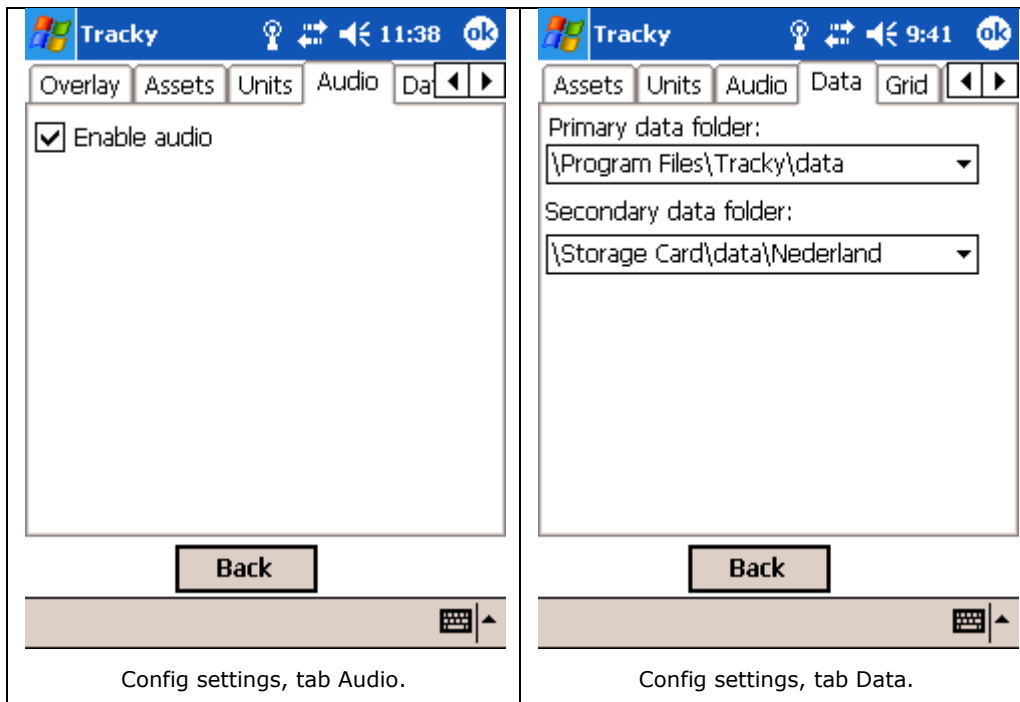 Tracky 11:38 ok
Overlay Assets Units Audio Dat
Enable audio
Back
Config settings, tab Audio.
Tracky 9:41 ok
Assets Units Audio Data Grid
Primary data folder:
\Program Files\Tracky\data
Secondary data folder:
\Storage Card\data\Nederland
Back
Config settings, tab Data.